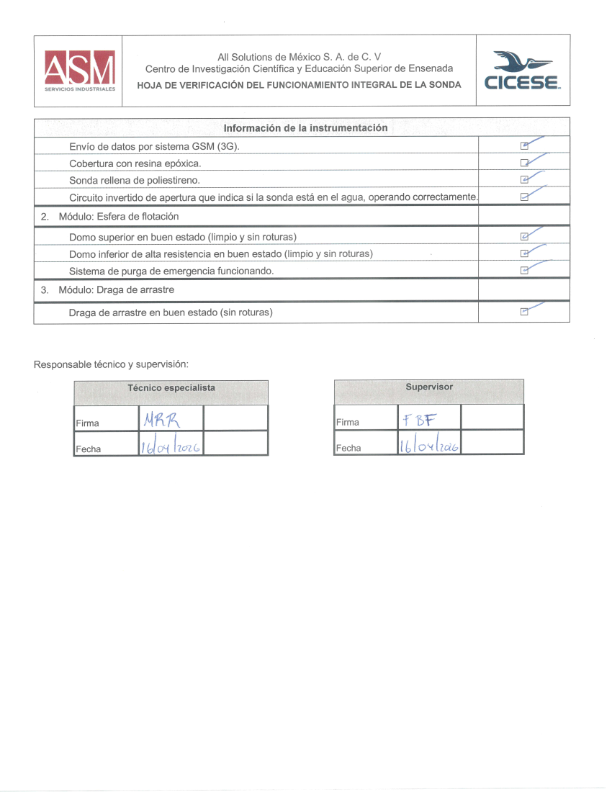 ASM
SERVICIOS INDUSTRIALES
All Solutions de México S. A. de C. V
Centro de Investigación Científica y Educación Superior de Ensenada
HOJA DE VERIFICACIÓN DEL FUNCIONAMIENTO INTEGRAL DE LA SONDA
CICESE
Información de la instrumentación
Envío de datos por sistema GSM (3G).
Cobertura con resina epóxica.
Sonda rellena de poliestireno.
Circuito invertido de apertura que indica si la sonda está en el agua, operando correctamente.
2. Módulo: Esfera de flotación
Domo superior en buen estado (limpio y sin roturas)
Domo inferior de alta resistencia en buen estado (limpio y sin roturas)
Sistema de purga de emergencia funcionando.
3. Módulo: Draga de arrastre
Draga de arrastre en buen estado (sin roturas)
Responsable técnico y supervisión:
Técnico especialista
Firma MRR
Fecha 16/04/2026
Supervisor
Firma FBF
Fecha 16/04/2026